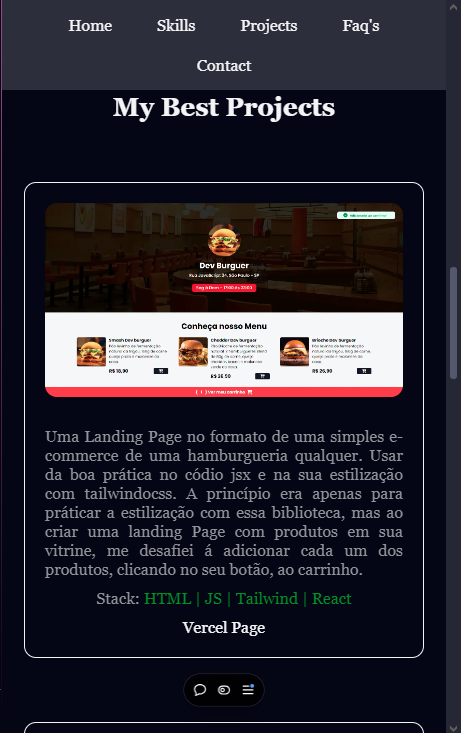 Home Skills Projects Faq's
Contact
My Best Projects
Dev Burguer
Rua JavaScript 24, São Paulo - SP
Seg á Dom - 17:00 ás 23:00
Conheça nosso Menu
Smash Dev burguer
R$ 18,90
Cheddar Dev burguer
R$ 26,90
Brioche Dev burguer
R$ 26,90
Ver meu carrinho
Uma Landing Page no formato de uma simples e-
commerce de uma hamburgueria qualquer. Usar
da boa prática no códio jsx e na sua estilização
com tailwindocss. A princípio era apenas para
práticar a estilização com essa biblioteca, mas ao
criar uma landing Page com produtos em sua
vitrine, me desafiei á adicionar cada um dos
produtos, clicando no seu botão, ao carrinho.
Stack: HTML | JS | Tailwind | React
Vercel Page